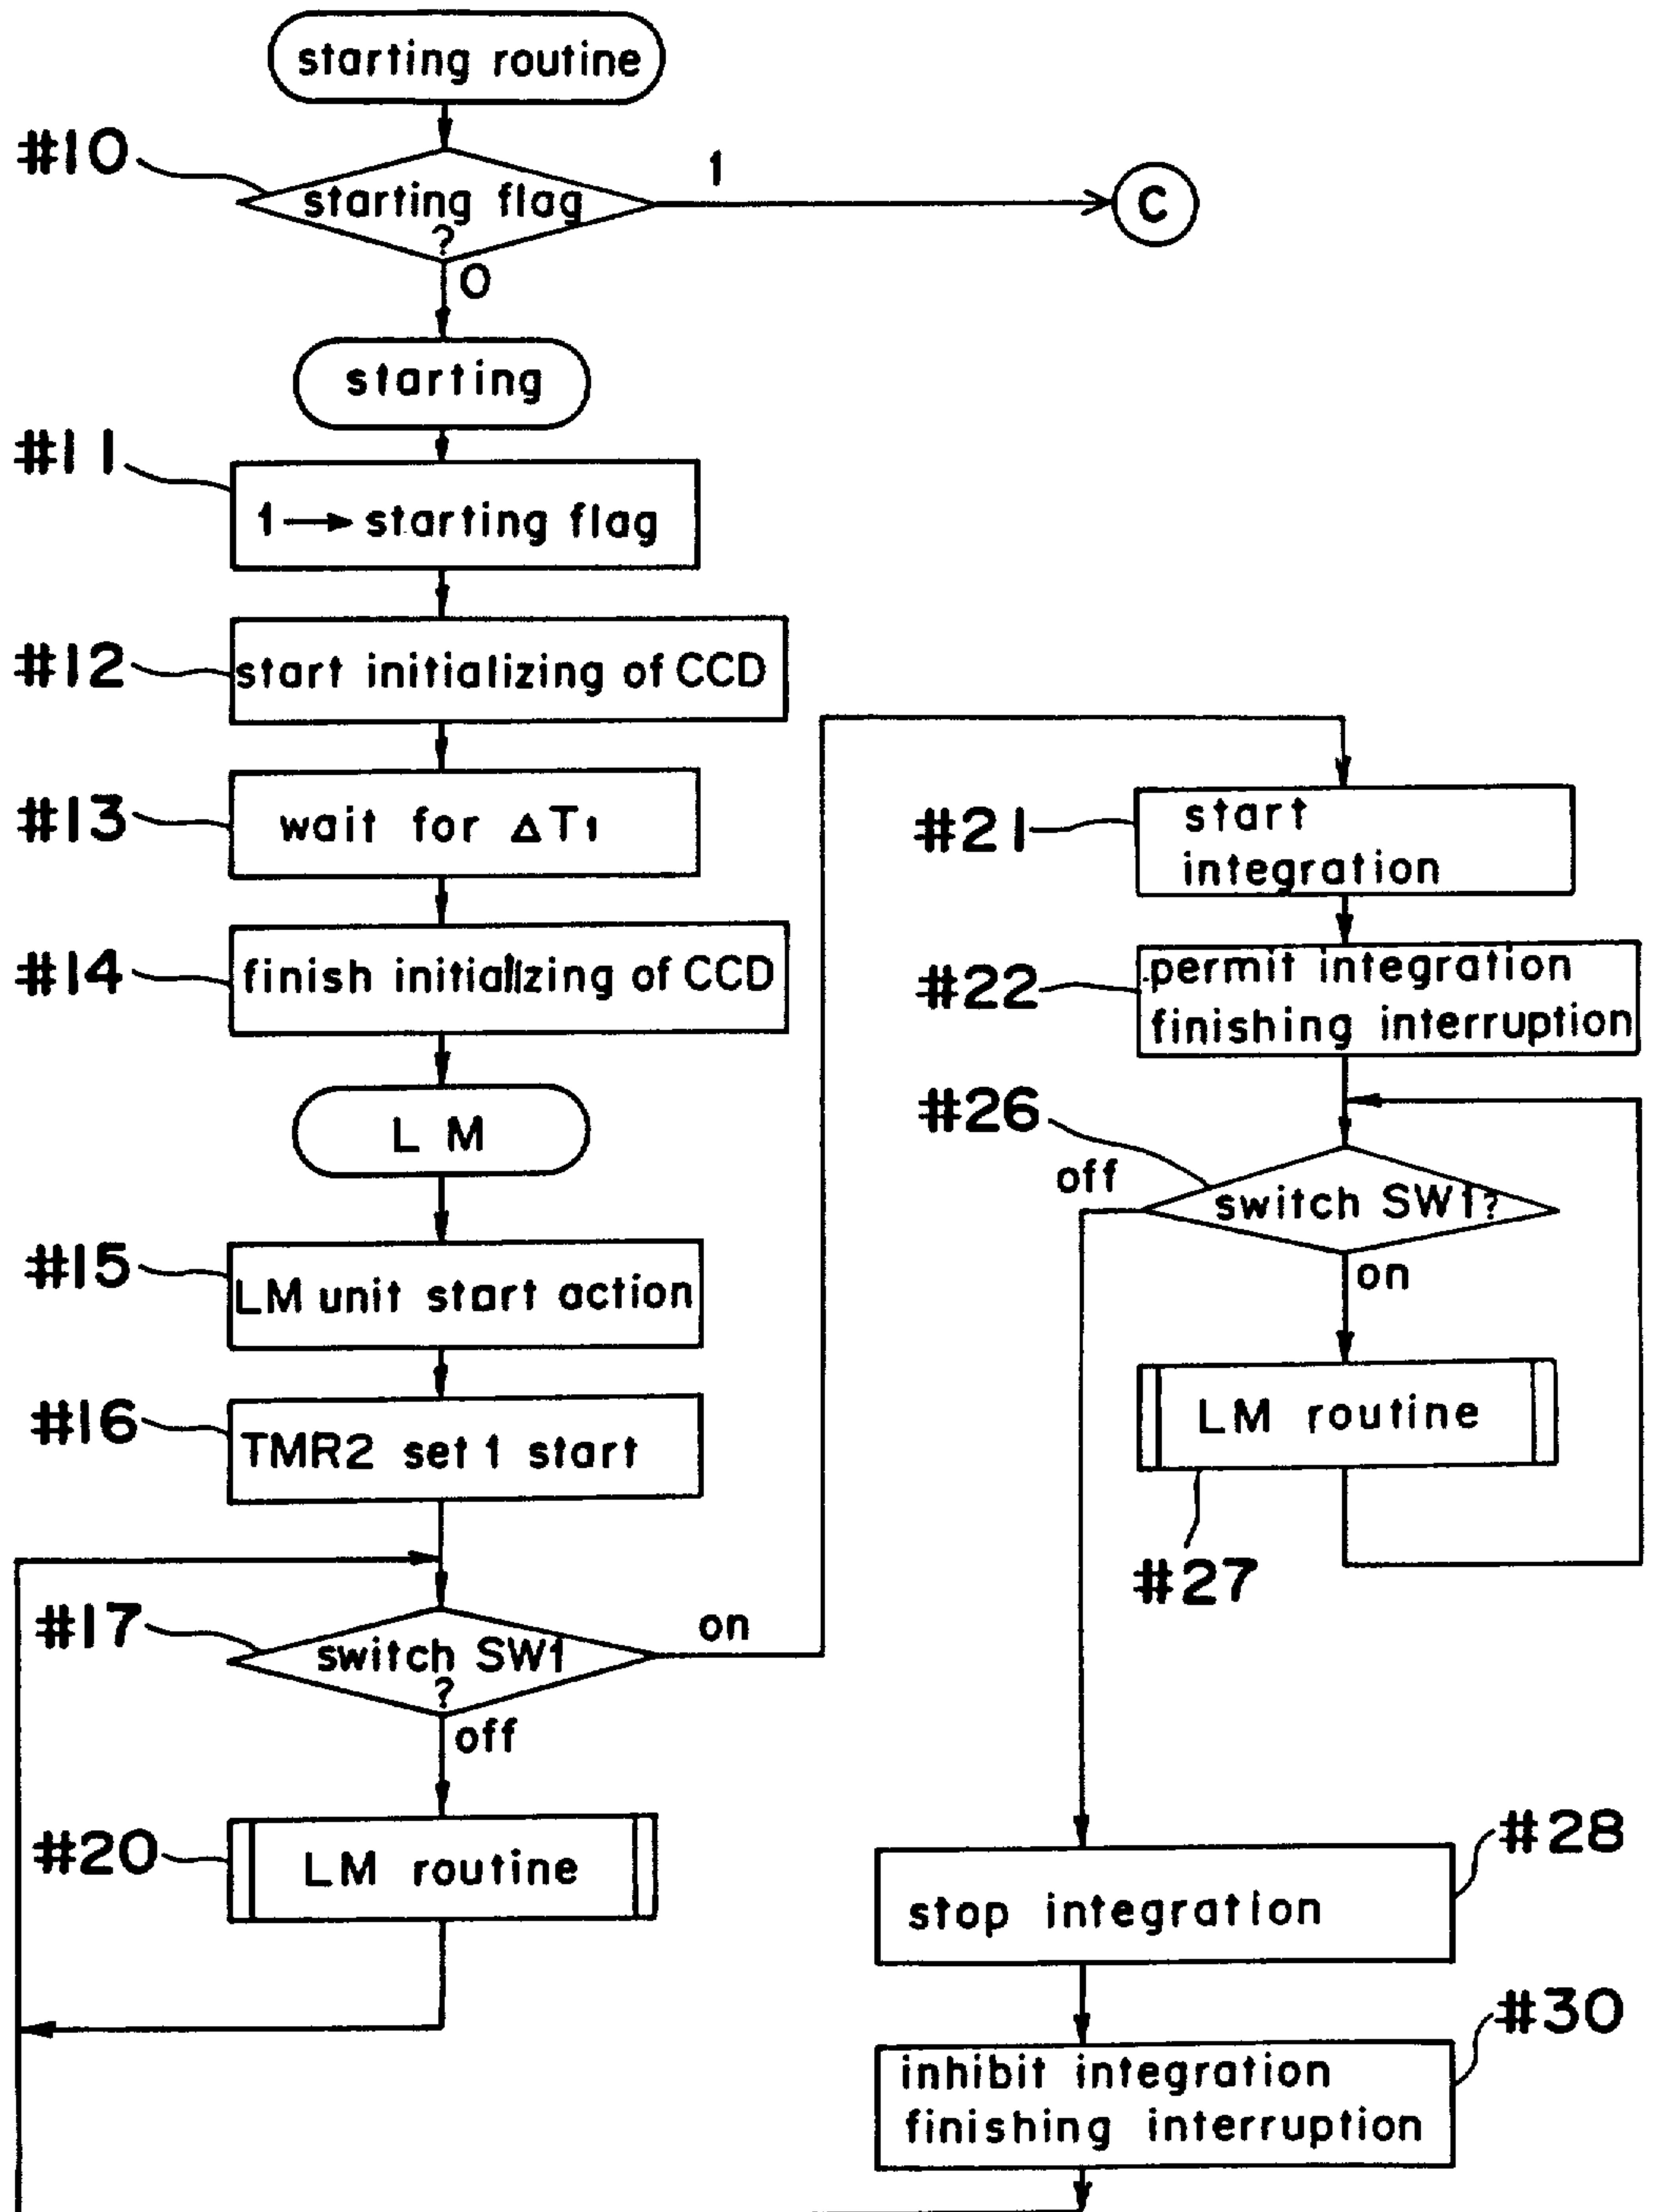 starting routine
#10
starting flag
?
1
C
0
starting
#11
1→starting flag
#12
start initializing of CCD
#13
wait for ΔT1
#14
finish initializing of CCD
L M
#15
LM unit start action
#16
TMR2 set 1 start
#17
switch SW1
?
on
off
#20
LM routine
#21
start
integration
#22
permit integration
finishing interruption
#26
off
switch SW1?
on
LM routine
#27
#28
stop integration
#30
inhibit integration
finishing interruption